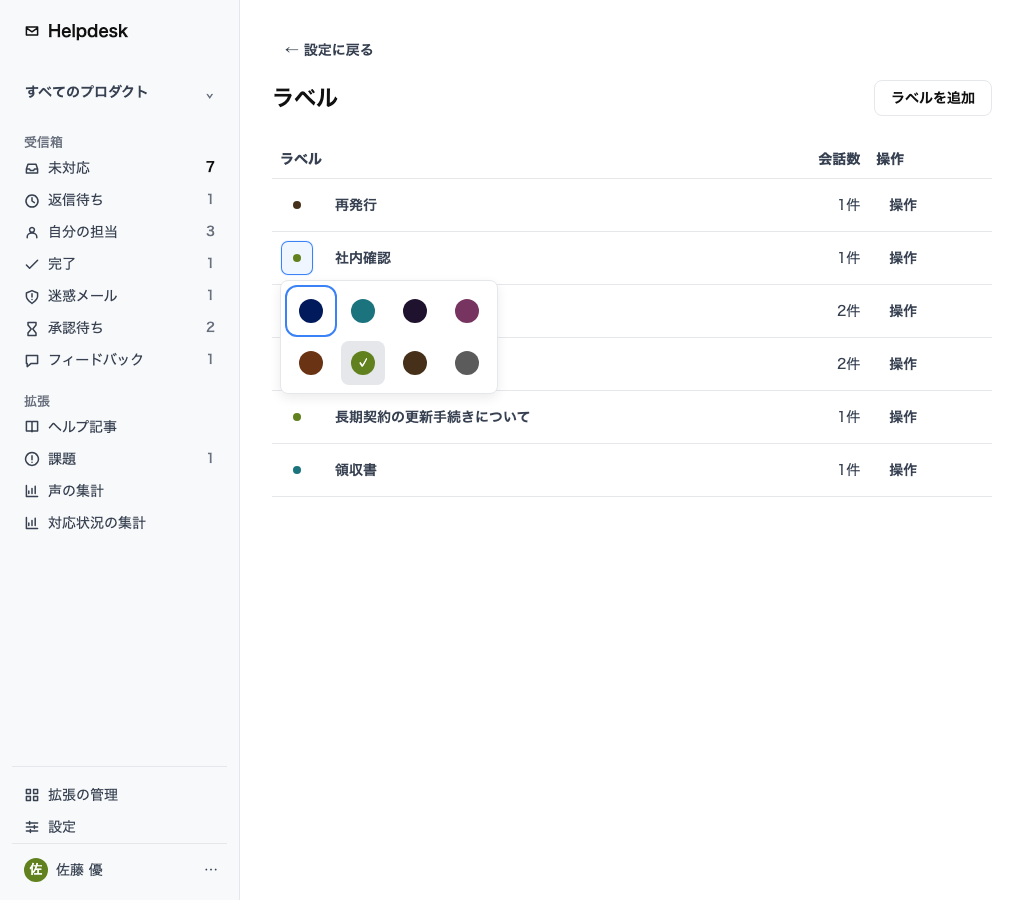 Helpdesk
すべてのプロダクト
受信箱
未対応 7
返信待ち 1
自分の担当 3
完了 1
迷惑メール 1
承認待ち 2
フィードバック 1
拡張
ヘルプ記事
課題 1
声の集計
対応状況の集計
拡張の管理
設定
佐 佐藤 優 ⋯
← 設定に戻る
ラベル
ラベルを追加
ラベル 会話数 操作
再発行 1件 操作
社内確認 1件 操作
2件 操作
2件 操作
長期契約の更新手続きについて 1件 操作
領収書 1件 操作